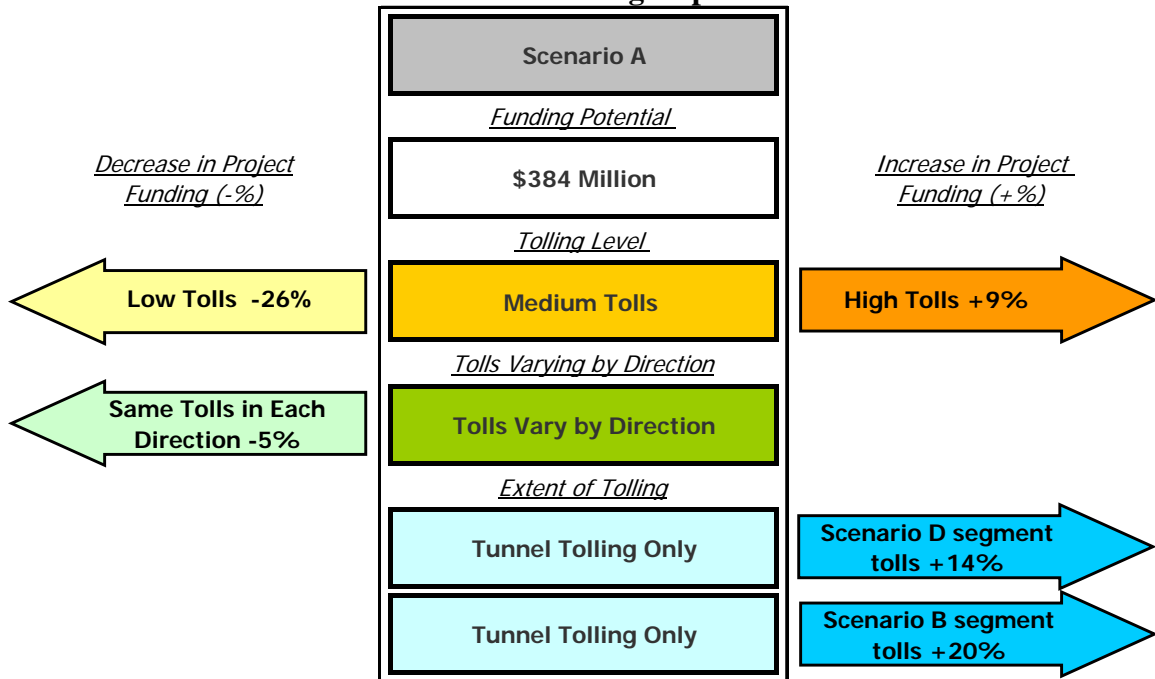 Scenario A
Funding Potential
Decrease in Project
Funding (-%)
$384 Million
Increase in Project
Funding (+%)
Tolling Level
Low Tolls -26%
Medium Tolls
High Tolls +9%
Tolls Varying by Direction
Same Tolls in Each
Direction -5%
Tolls Vary by Direction
Extent of Tolling
Tunnel Tolling Only
Scenario D segment
tolls +14%
Tunnel Tolling Only
Scenario B segment
tolls +20%